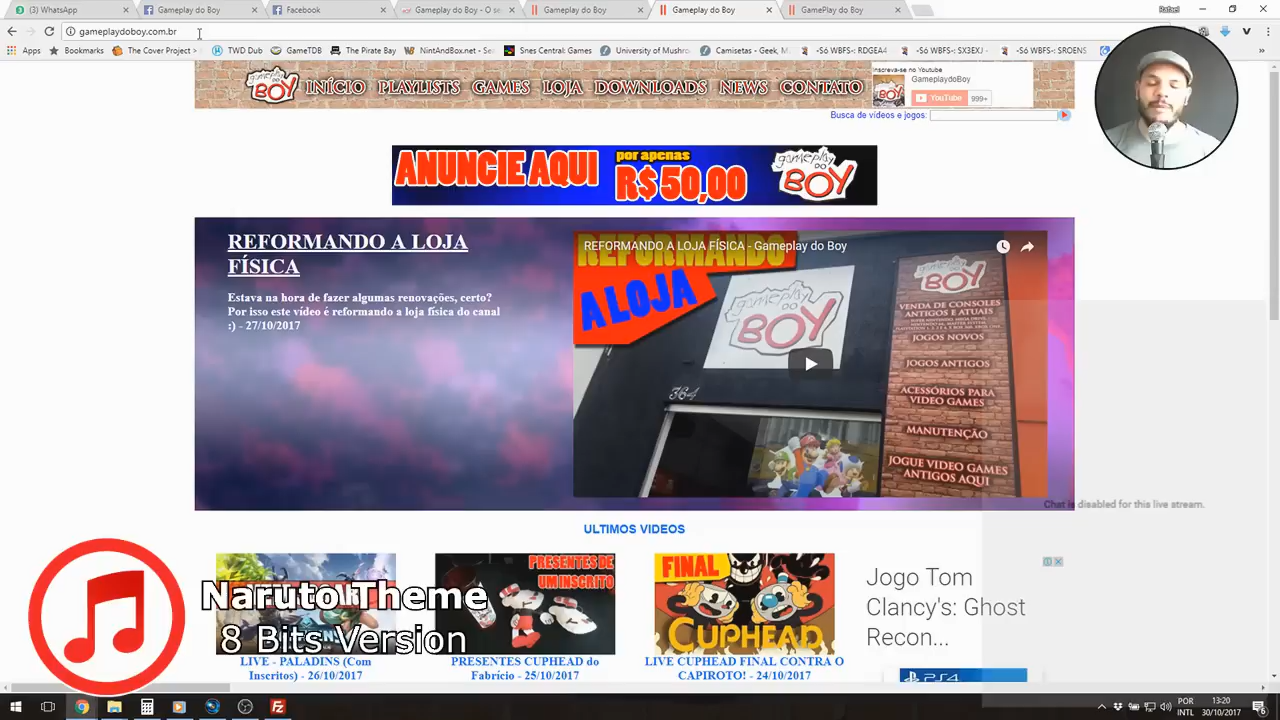 (3) WhatsApp
Gameplay do Boy
Facebook
Gameplay do Boy - O se
GamePlay do Boy
Gameplay do Boy
GamePlay do Boy
Rafael
gameplaydoboy.com.br
Apps
Bookmarks
The Cover Project >
TWD Dub
GameTDB
The Pirate Bay
NintAndBox.net - Se
Snes Central: Games
University of Mushro
Camisetas - Geek, M
-Só WBFS-: RDGEA4
-Só WBFS-: SX3EXJ
-Só WBFS-: SROENS
gameplay do BOY
INÍCIO
PLAYLISTS
GAMES
LOJA
DOWNLOADS
NEWS
CONTATO
Inscreva-se no Youtube
GameplaydoBoy
YouTube
999+
Busca de vídeos e jogos:
ANUNCIE AQUI
por apenas
R$ 50,00
gameplay
DO
BOY
REFORMANDO A LOJA
FÍSICA
Estava na hora de fazer algumas renovações, certo?
Por isso este vídeo é reformando a loja física do canal
:) - 27/10/2017
REFORMANDO A LOJA FÍSICA - Gameplay do Boy
REFORMANDO
A LOJA
gameplay
DO
BOY
364
gameplay
DO
BOY
VENDA DE CONSOLES
ANTIGOS E ATUAIS
JOGOS NOVOS
JOGOS ANTIGOS
ACESSÓRIOS PARA
VIDEO GAMES
MANUTENÇÃO
JOGUE VIDEO GAMES
ANTIGOS AQUI
Chat is disabled for this live stream.
ULTIMOS VIDEOS
PRESENTES DE
UM INSCRITO
FINAL
CUPHEAD
LIVE - PALADINS (Com
Inscritos) - 26/10/2017
PRESENTES CUPHEAD do
Fabrício - 25/10/2017
LIVE CUPHEAD FINAL CONTRA O
CAPIROTO! - 24/10/2017
Jogo Tom
Clancy's: Ghost
Recon...
PS4
Naruto Theme
8 Bits Version
POR
INTL
13:20
30/10/2017
6